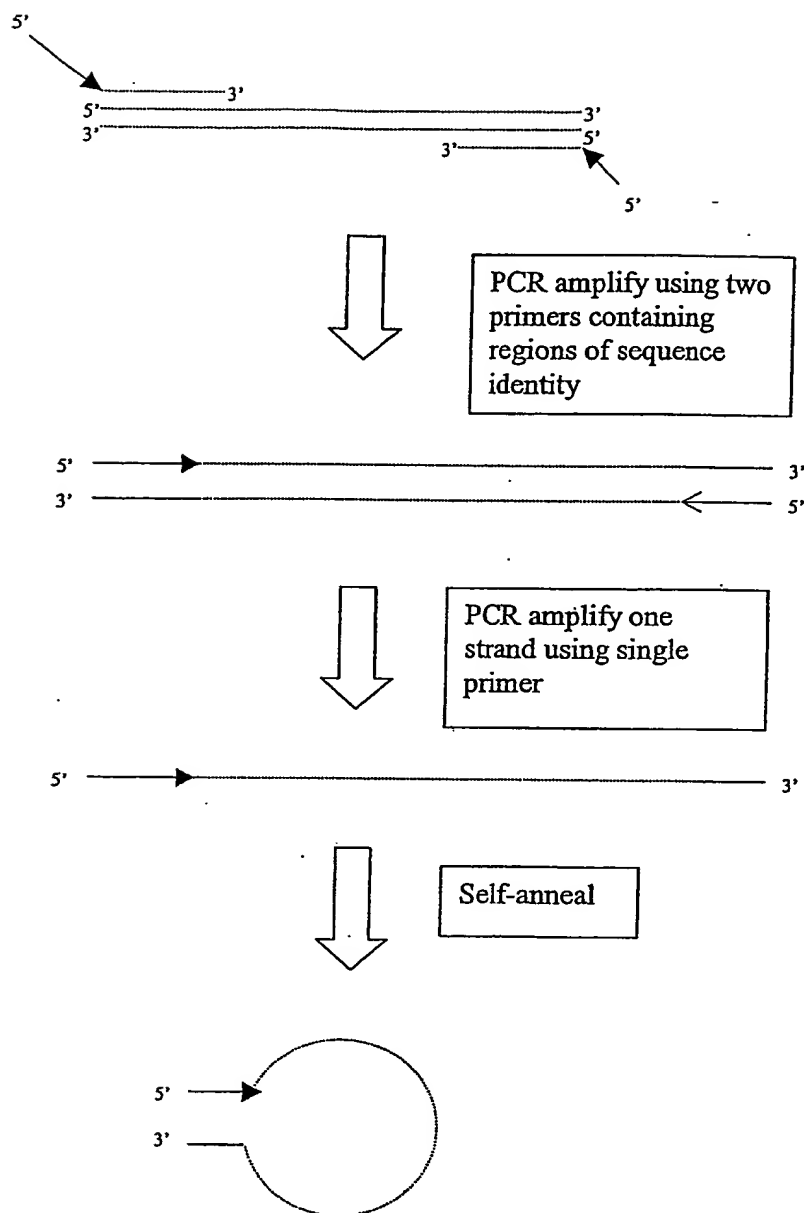 5'
3'
5' 3'
3' 5'
3'
5'
PCR amplify using two
primers containing
regions of sequence
identity
5' 3'
3' 5'
PCR amplify one
strand using single
primer
5' 3'
Self-anneal
5'
3'